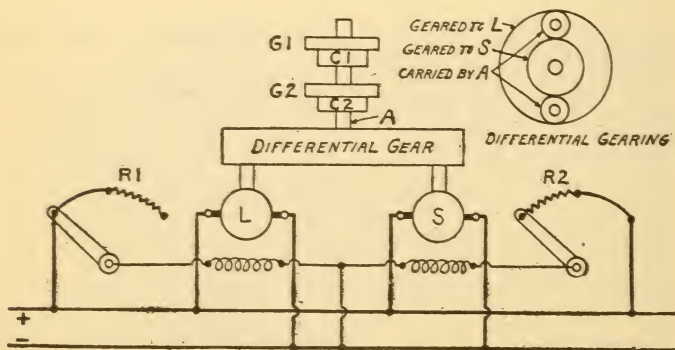 GEARED TO L
GEARED TO S
CARRIED BY A
DIFFERENTIAL GEARING
G1
C1
G2
C2
A
DIFFERENTIAL GEAR
R1
L
S
R2
+
−